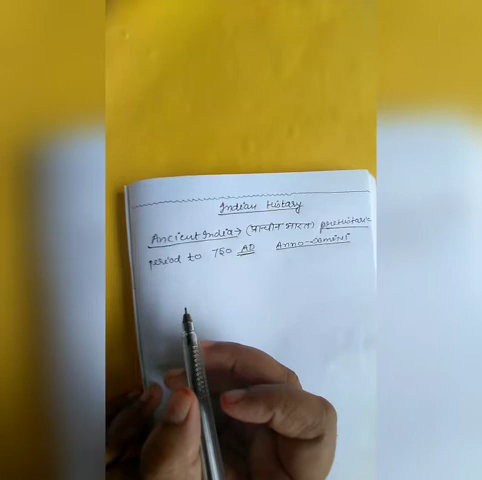 Indian History
Ancient India → (प्राचीन भारत) prehistoric
period to 750 AD Anno-Domini